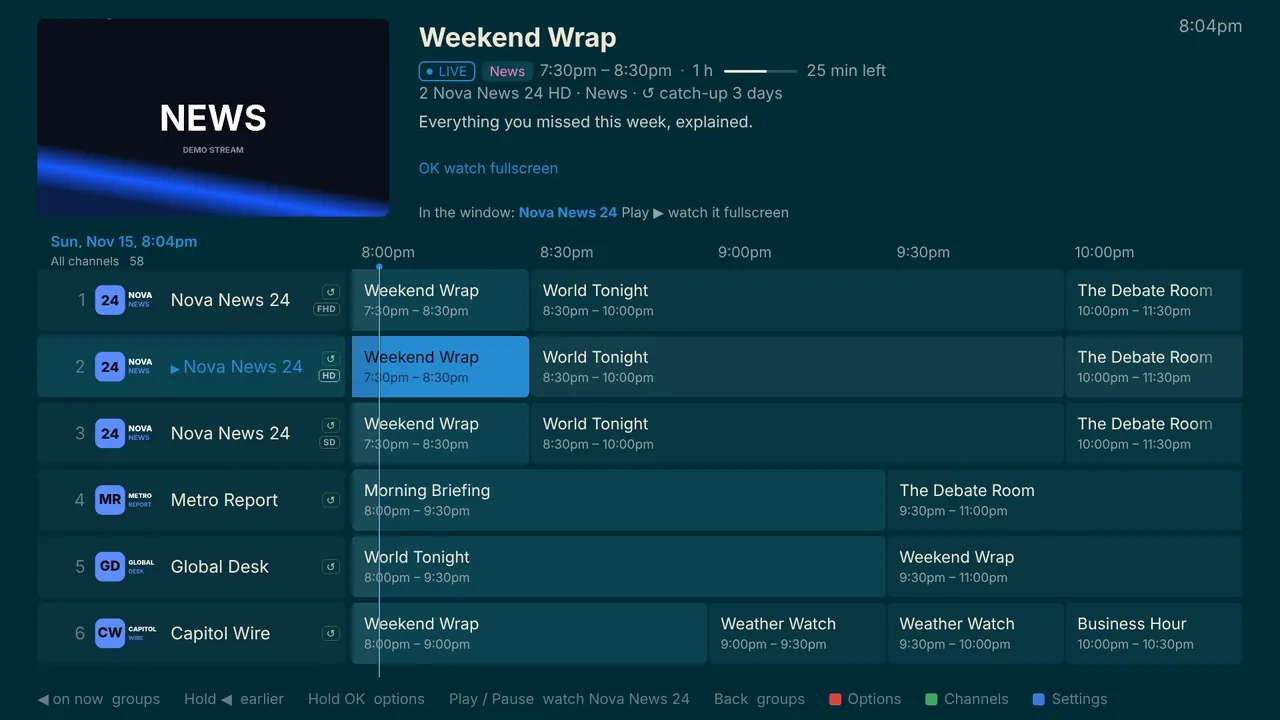 8:04pm
NEWS
DEMO STREAM
Weekend Wrap
LIVE News 7:30pm – 8:30pm · 1 h 25 min left
2 Nova News 24 HD · News · ↺ catch-up 3 days
Everything you missed this week, explained.
OK watch fullscreen
In the window: Nova News 24 Play ▶ watch it fullscreen
Sun, Nov 15, 8:04pm
All channels 58
8:00pm 8:30pm 9:00pm 9:30pm 10:00pm
1 24 NOVA NEWS Nova News 24 ↺ FHD
Weekend Wrap
7:30pm – 8:30pm
World Tonight
8:30pm – 10:00pm
The Debate Room
10:00pm – 11:30pm
2 24 NOVA NEWS ▶ Nova News 24 ↺ HD
Weekend Wrap
7:30pm – 8:30pm
World Tonight
8:30pm – 10:00pm
The Debate Room
10:00pm – 11:30pm
3 24 NOVA NEWS Nova News 24 ↺ SD
Weekend Wrap
7:30pm – 8:30pm
World Tonight
8:30pm – 10:00pm
The Debate Room
10:00pm – 11:30pm
4 MR METRO REPORT Metro Report ↺
Morning Briefing
8:00pm – 9:30pm
The Debate Room
9:30pm – 11:00pm
5 GD GLOBAL DESK Global Desk ↺
World Tonight
8:00pm – 9:30pm
Weekend Wrap
9:30pm – 11:00pm
6 CW CAPITOL WIRE Capitol Wire ↺
Weekend Wrap
8:00pm – 9:00pm
Weather Watch
9:00pm – 9:30pm
Weather Watch
9:30pm – 10:00pm
Business Hour
10:00pm – 10:30pm
◀ on now groups Hold ◀ earlier Hold OK options Play / Pause watch Nova News 24 Back groups Options Channels Settings